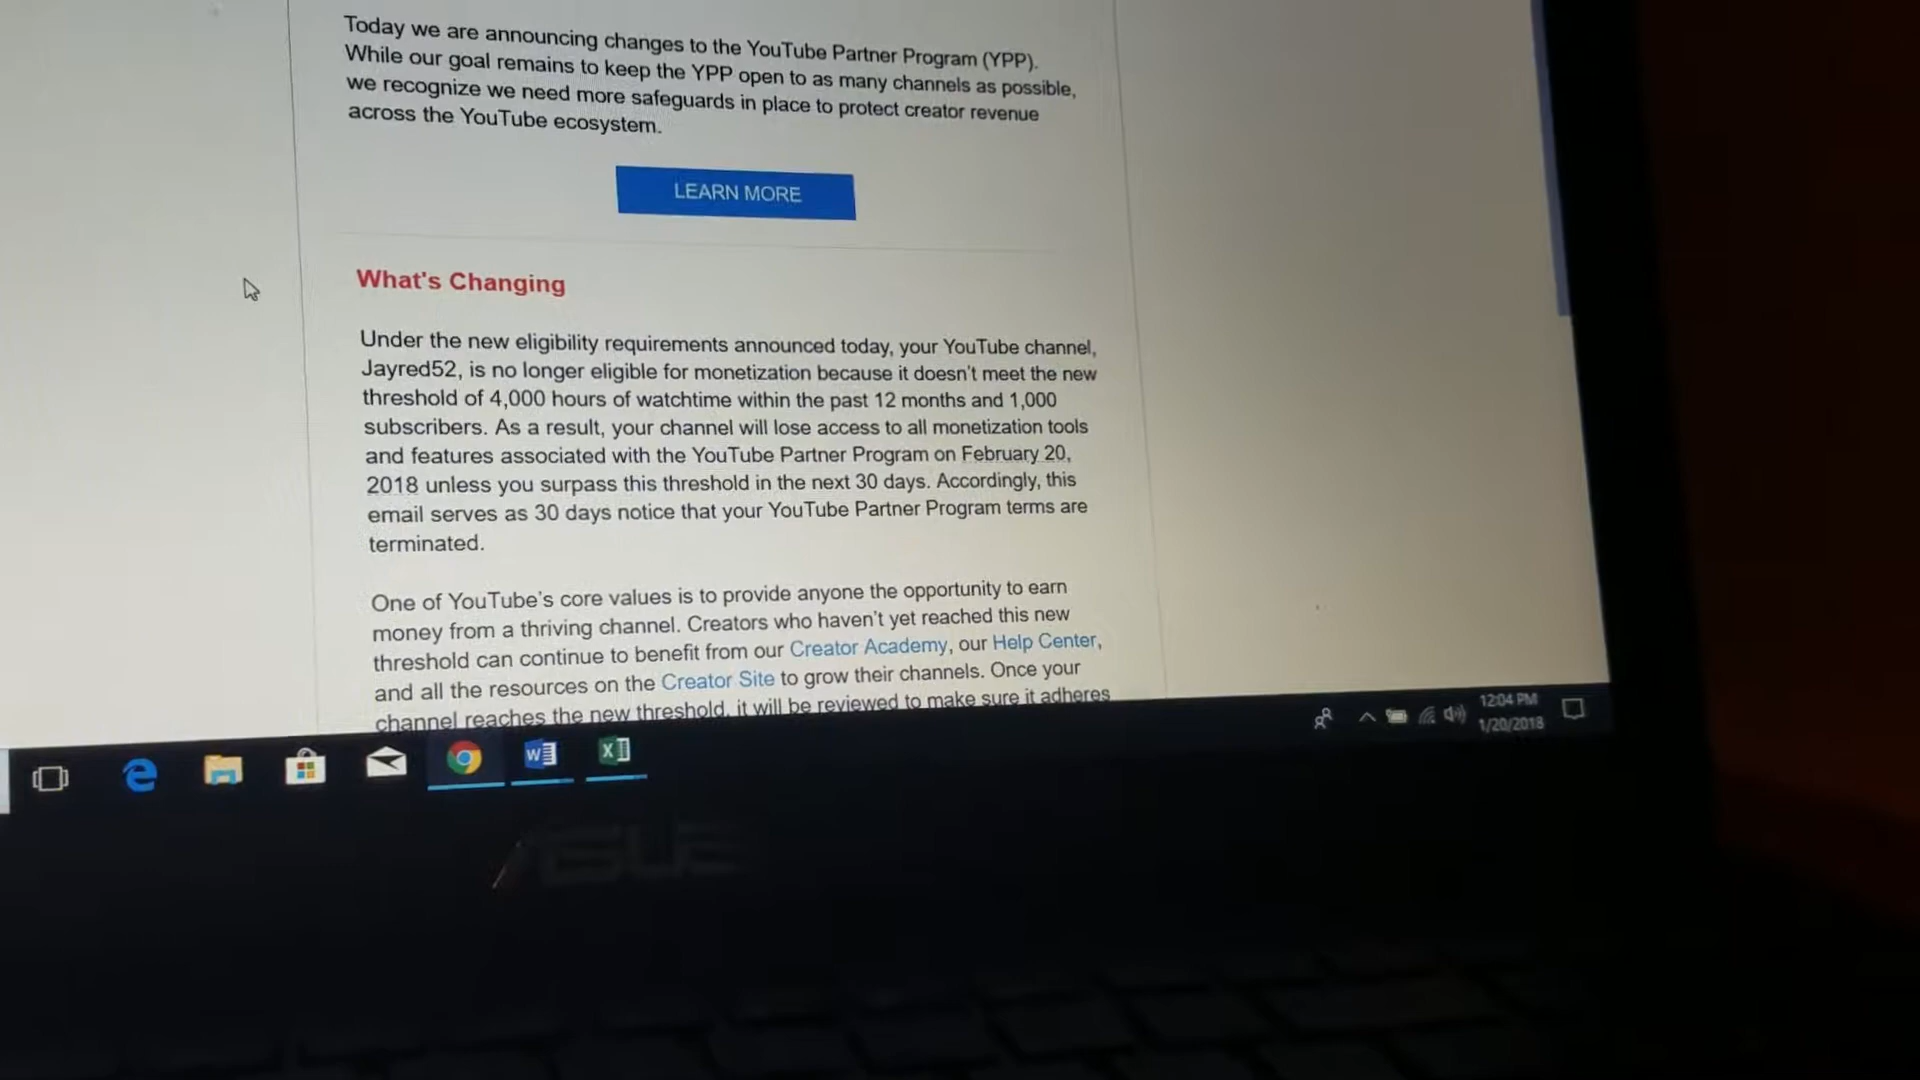 Today we are announcing changes to the YouTube Partner Program (YPP).
While our goal remains to keep the YPP open to as many channels as possible,
we recognize we need more safeguards in place to protect creator revenue
across the YouTube ecosystem.
LEARN MORE
What's Changing
Under the new eligibility requirements announced today, your YouTube channel,
Jayred52, is no longer eligible for monetization because it doesn't meet the new
threshold of 4,000 hours of watchtime within the past 12 months and 1,000
subscribers. As a result, your channel will lose access to all monetization tools
and features associated with the YouTube Partner Program on February 20,
2018 unless you surpass this threshold in the next 30 days. Accordingly, this
email serves as 30 days notice that your YouTube Partner Program terms are
terminated.
One of YouTube's core values is to provide anyone the opportunity to earn
money from a thriving channel. Creators who haven't yet reached this new
threshold can continue to benefit from our Creator Academy, our Help Center,
and all the resources on the Creator Site to grow their channels. Once your
channel reaches the new threshold, it will be reviewed to make sure it adheres
12:04 PM
1/20/2018
ASUS